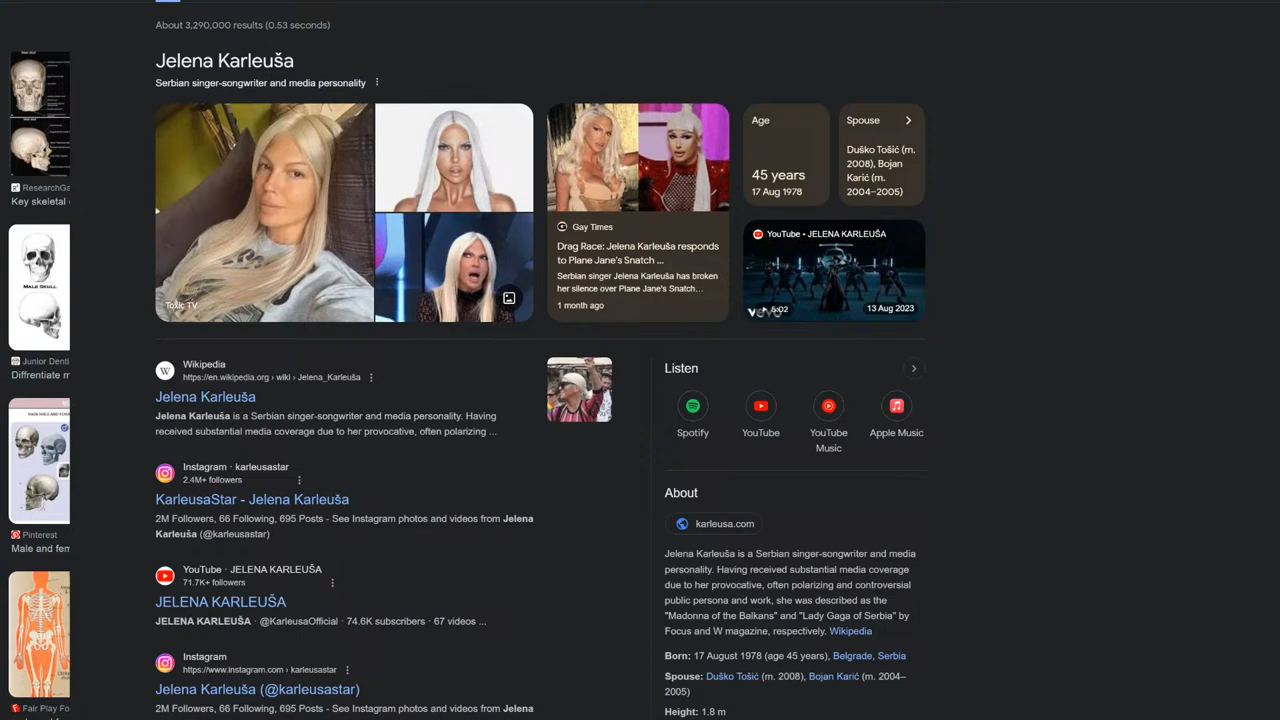 About 3,290,000 results (0.53 seconds)
Jelena Karleuša
Serbian singer-songwriter and media personality
Toxic TV
Gay Times
Drag Race: Jelena Karleuša responds
to Plane Jane's Snatch ...
Serbian singer Jelena Karleuša has broken
her silence over Plane Jane's Snatch...
1 month ago
Age
45 years
17 Aug 1978
Spouse
Duško Tošić (m.
2008), Bojan
Karić (m.
2004–2005)
YouTube • JELENA KARLEUŠA
vevo
5:02
13 Aug 2023
ResearchGa
Key skeletal
MALE SKULL
Junior Denti
Diffrentiate m
Pinterest
Male and fem
Fair Play Fo
Wikipedia
https://en.wikipedia.org › wiki › Jelena_Karleuša
Jelena Karleuša
Jelena Karleuša is a Serbian singer-songwriter and media personality. Having
received substantial media coverage due to her provocative, often polarizing ...
Instagram · karleusastar
2.4M+ followers
KarleusaStar - Jelena Karleuša
2M Followers, 66 Following, 695 Posts - See Instagram photos and videos from Jelena
Karleuša (@karleusastar)
YouTube · JELENA KARLEUŠA
71.7K+ followers
JELENA KARLEUŠA
JELENA KARLEUŠA · @KarleusaOfficial · 74.6K subscribers · 67 videos ...
Instagram
https://www.instagram.com › karleusastar
Jelena Karleuša (@karleusastar)
2M Followers, 66 Following, 695 Posts - See Instagram photos and videos from Jelena
Listen
Spotify
YouTube
YouTube
Music
Apple Music
About
karleusa.com
Jelena Karleuša is a Serbian singer-songwriter and media
personality. Having received substantial media coverage
due to her provocative, often polarizing and controversial
public persona and work, she was described as the
"Madonna of the Balkans" and "Lady Gaga of Serbia" by
Focus and W magazine, respectively. Wikipedia
Born: 17 August 1978 (age 45 years), Belgrade, Serbia
Spouse: Duško Tošić (m. 2008), Bojan Karić (m. 2004–
2005)
Height: 1.8 m